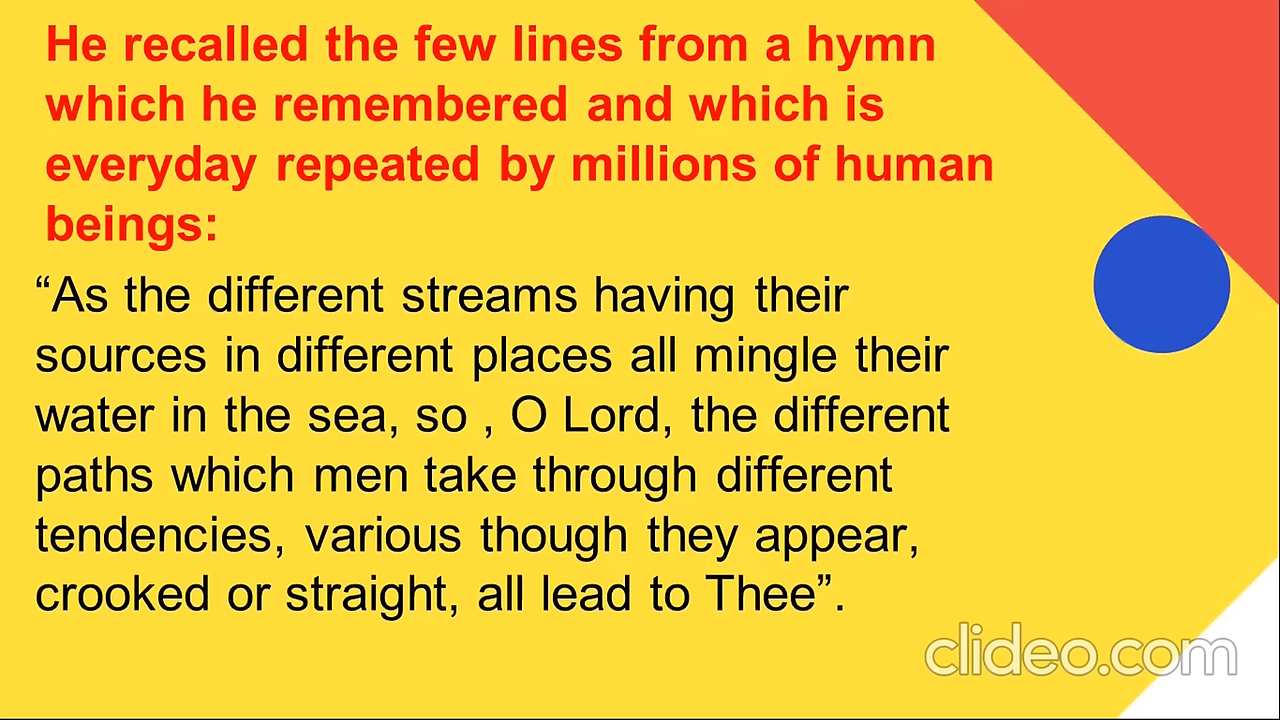 He recalled the few lines from a hymn
which he remembered and which is
everyday repeated by millions of human
beings:
“As the different streams having their
sources in different places all mingle their
water in the sea, so , O Lord, the different
paths which men take through different
tendencies, various though they appear,
crooked or straight, all lead to Thee”.
clideo.com